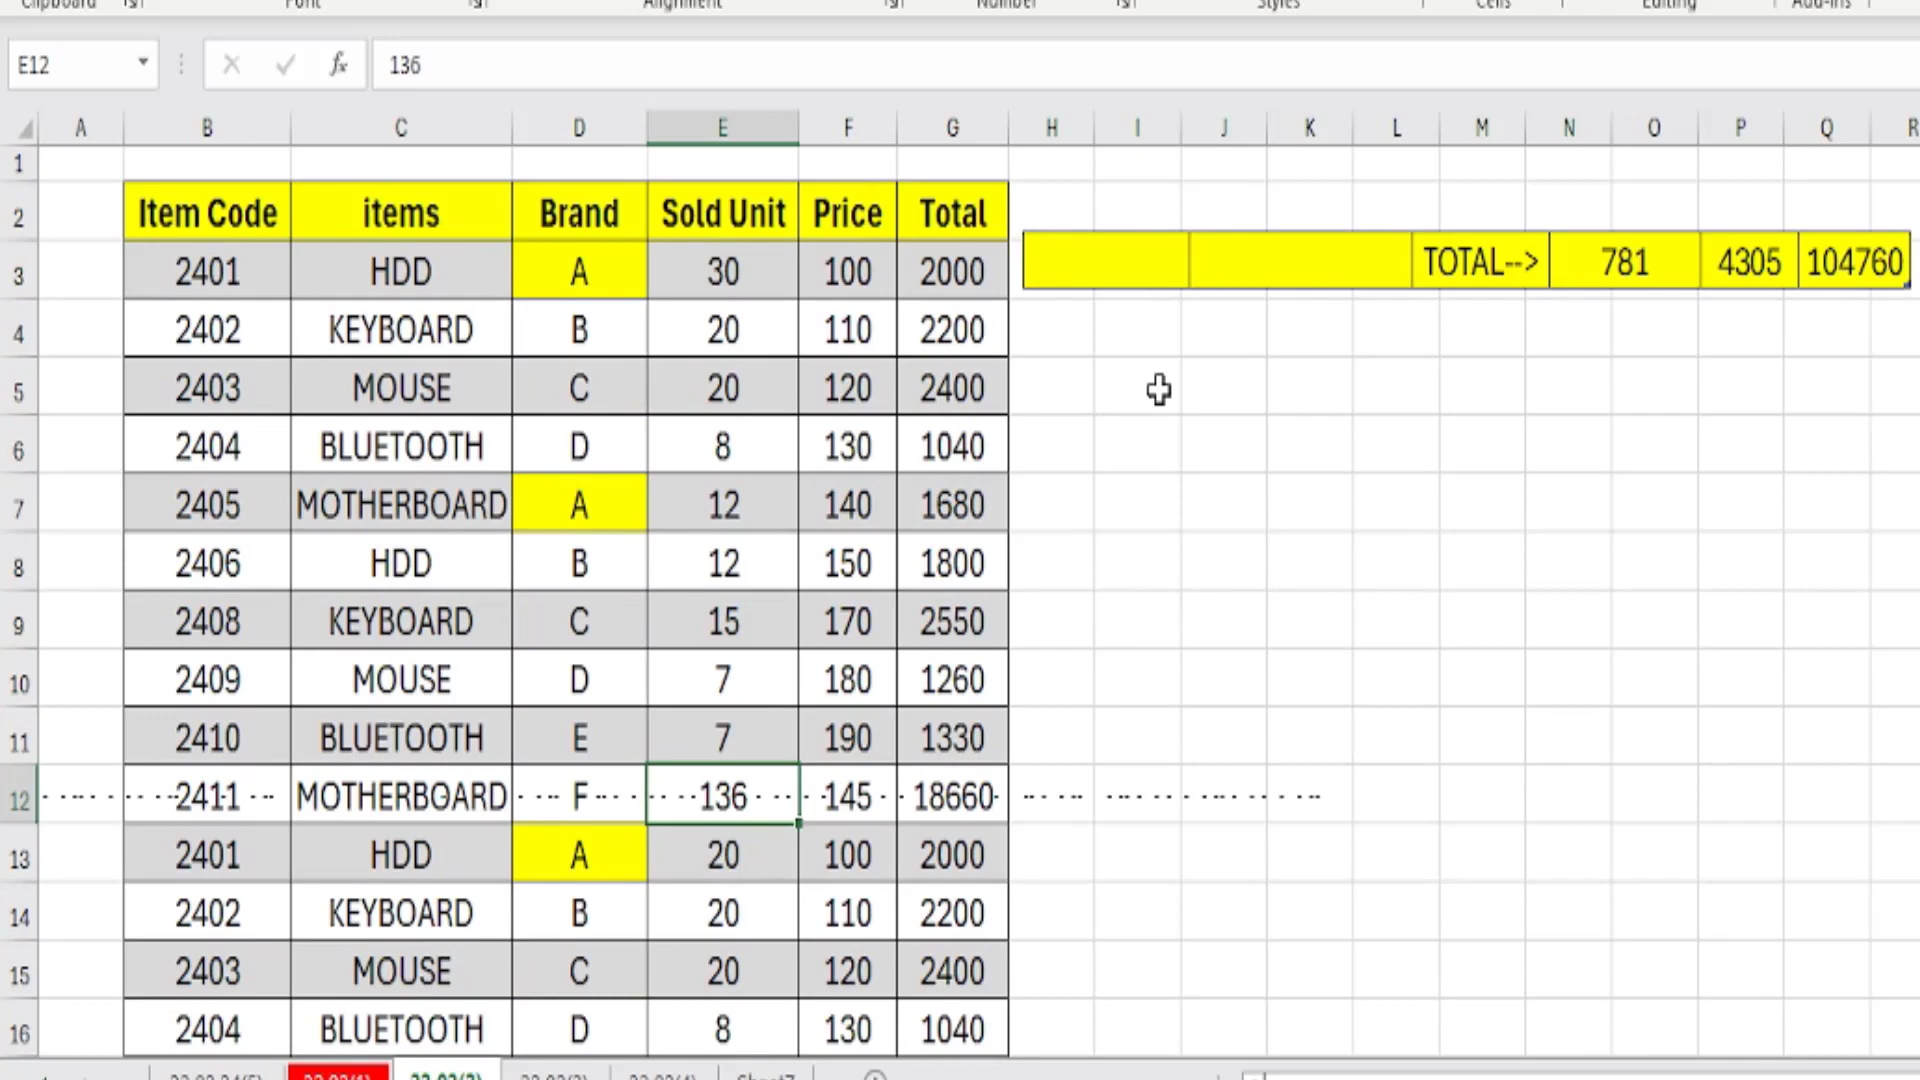 Clipboard Font Alignment Number Styles Cells Editing Add-ins
E12 fx 136
A B C D E F G H I J K L M N O P Q R
1
2 Item Code items Brand Sold Unit Price Total
3 2401 HDD A 30 100 2000 TOTAL--> 781 4305 104760
4 2402 KEYBOARD B 20 110 2200
5 2403 MOUSE C 20 120 2400
6 2404 BLUETOOTH D 8 130 1040
7 2405 MOTHERBOARD A 12 140 1680
8 2406 HDD B 12 150 1800
9 2408 KEYBOARD C 15 170 2550
10 2409 MOUSE D 7 180 1260
11 2410 BLUETOOTH E 7 190 1330
12 2411 MOTHERBOARD F 136 145 18660
13 2401 HDD A 20 100 2000
14 2402 KEYBOARD B 20 110 2200
15 2403 MOUSE C 20 120 2400
16 2404 BLUETOOTH D 8 130 1040
Sheet7